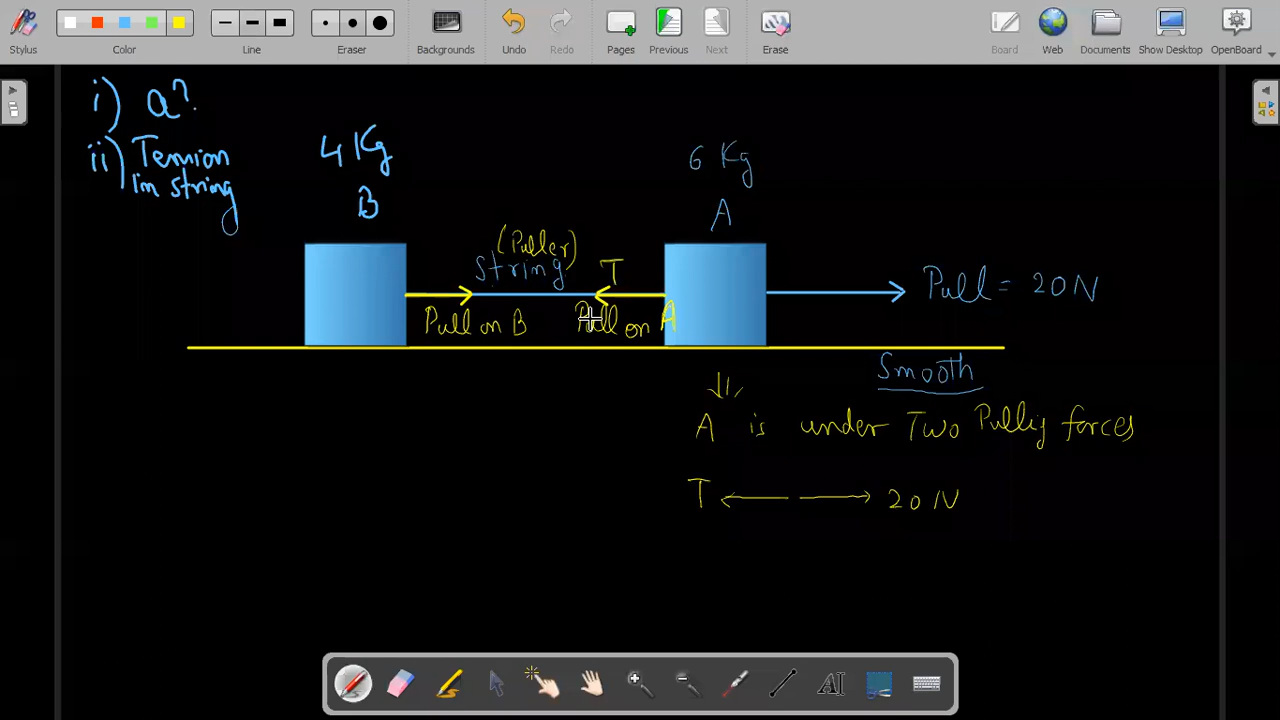 Stylus
Color
Line
Eraser
Backgrounds
Undo
Redo
Pages
Previous
Next
Erase
Board
Web
Documents
Show Desktop
OpenBoard
i) a?
ii) Tension
in string
4 Kg
B
6 Kg
A
(Puller)
String
T
Pull on B
Pull on A
Pull = 20N
Smooth
A is under Two Pullig forces
T 20 N